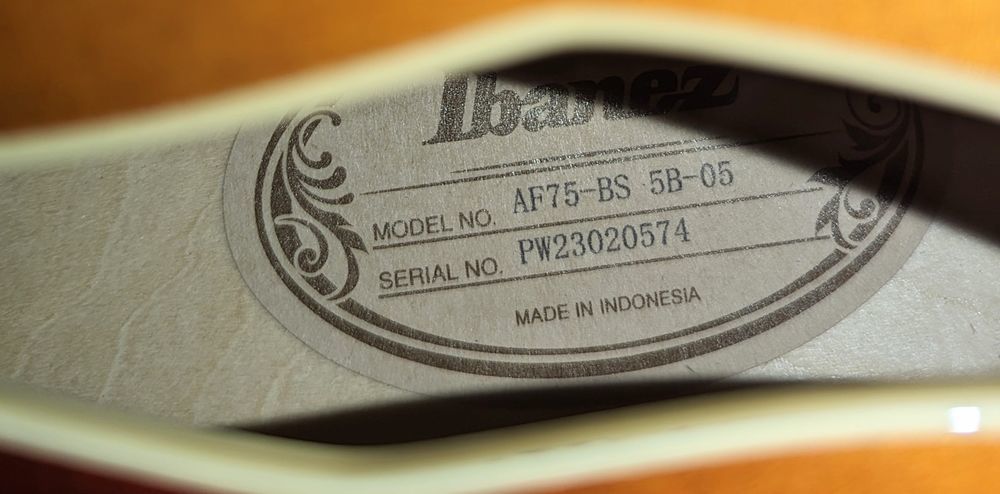 Ibanez
MODEL NO. AF75-BS 5B-05
SERIAL NO. PW23020574
MADE IN INDONESIA